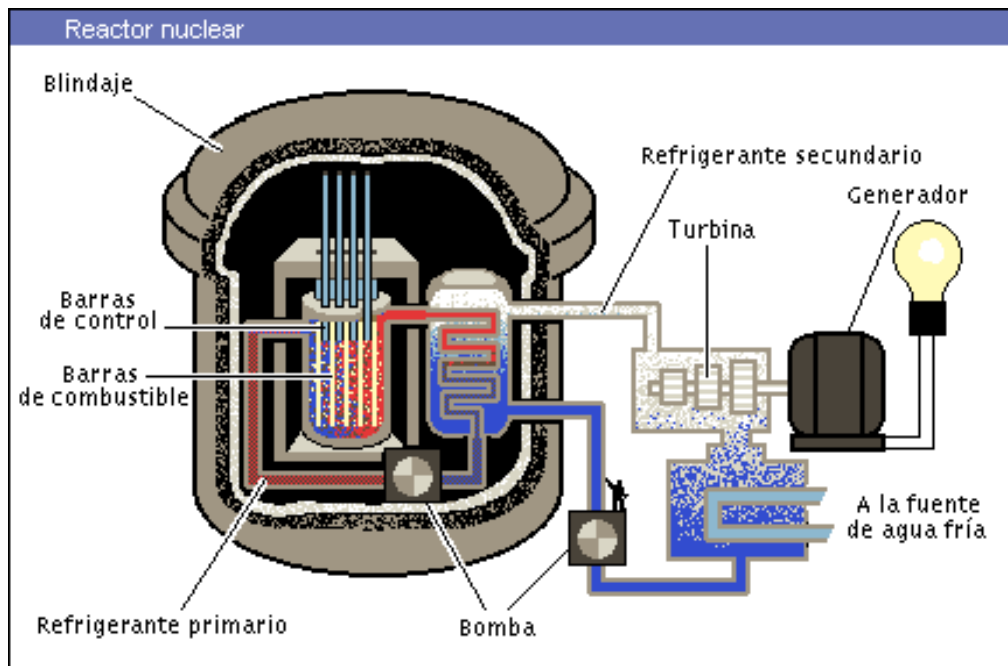 Reactor nuclear
Blindaje
Refrigerante secundario
Generador
Turbina
Barras
de control
Barras
de combustible
A la fuente
de agua fría
Refrigerante primario
Bomba